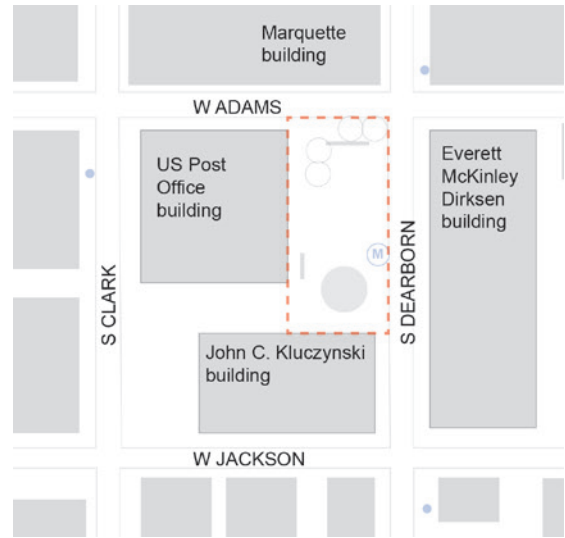 Marquette
building
W ADAMS
US Post
Office
building
Everett
McKinley
Dirksen
building
M
S CLARK
S DEARBORN
John C. Kluczynski
building
W JACKSON